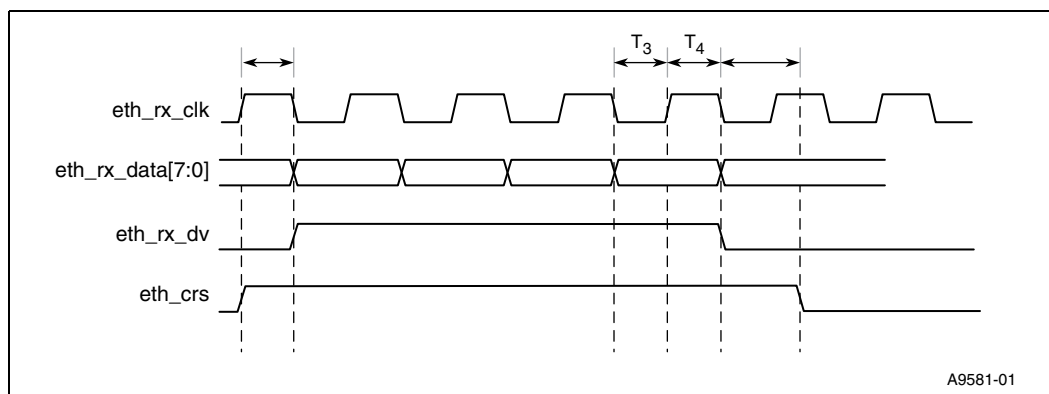 T3 T4
eth_rx_clk
eth_rx_data[7:0]
eth_rx_dv
eth_crs
A9581-01